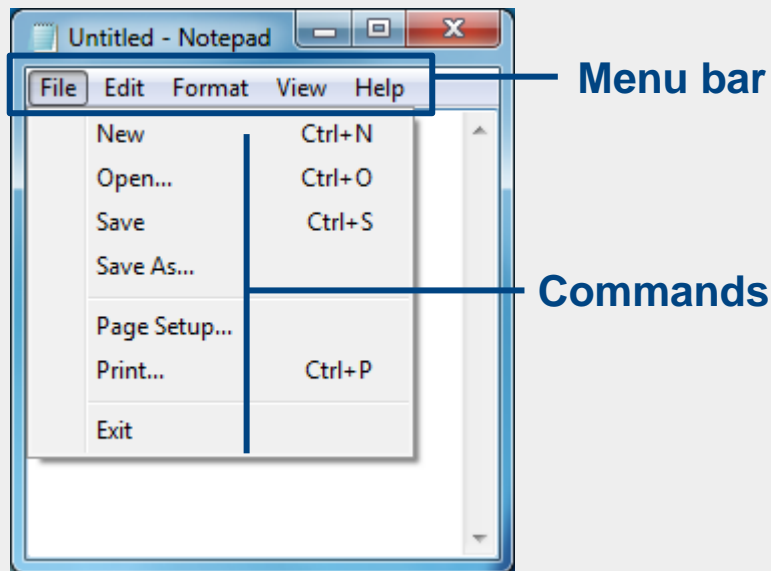 Untitled - Notepad
File Edit Format View Help
Menu bar
New Ctrl+N
Open... Ctrl+O
Save Ctrl+S
Save As...
Commands
Page Setup...
Print... Ctrl+P
Exit